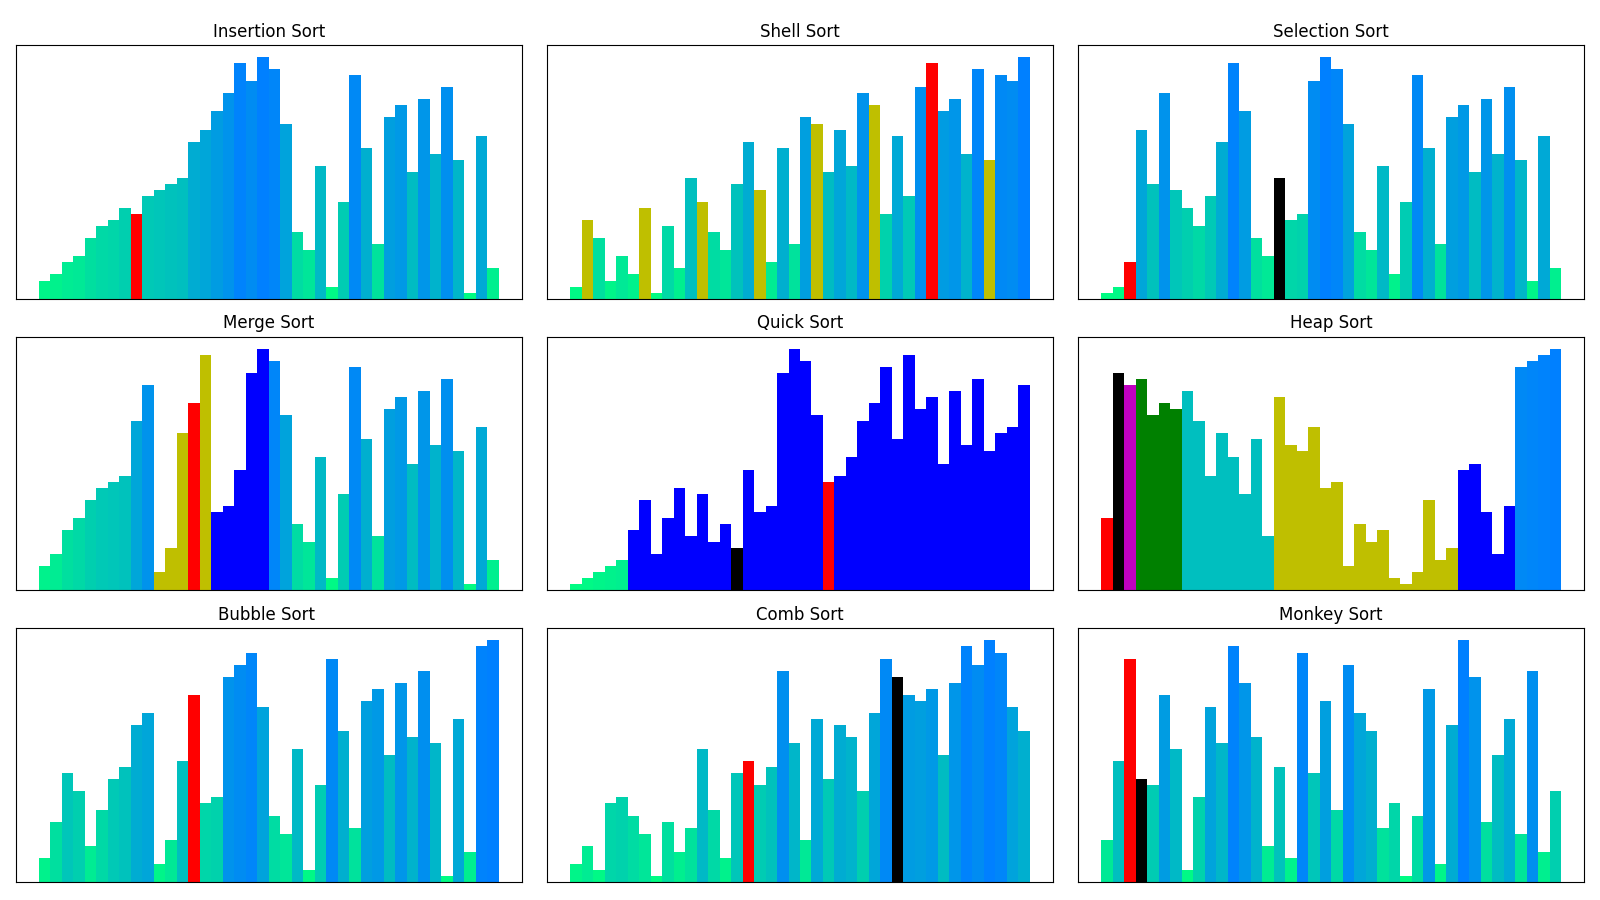 Insertion Sort
Shell Sort
Selection Sort
Merge Sort
Quick Sort
Heap Sort
Bubble Sort
Comb Sort
Monkey Sort